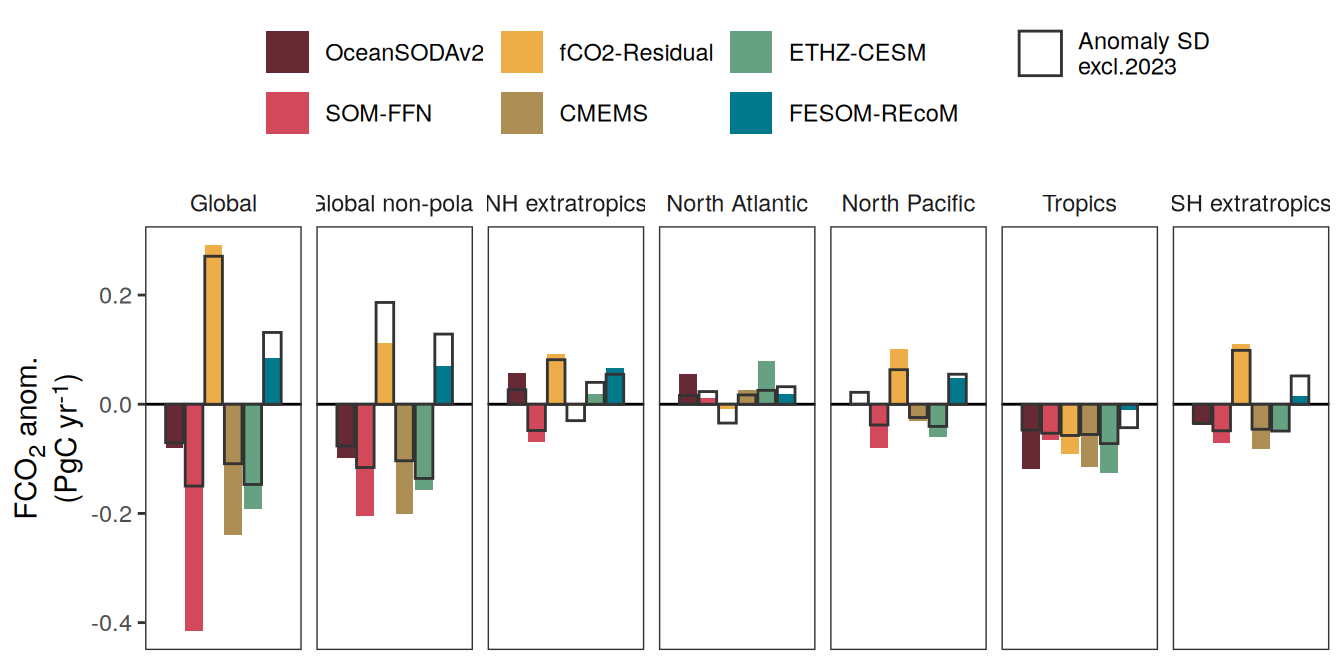 OceanSODAv2 fCO2-Residual ETHZ-CESM Anomaly SD
excl.2023
SOM-FFN CMEMS FESOM-REcoM
Global Global non-pola NH extratropics North Atlantic North Pacific Tropics SH extratropics
0.2
0.0
-0.2
-0.4
FCO₂ anom.
(PgC yr⁻¹)